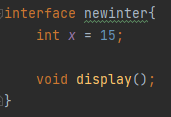 interface newinter{
int x = 15;
void display();
}